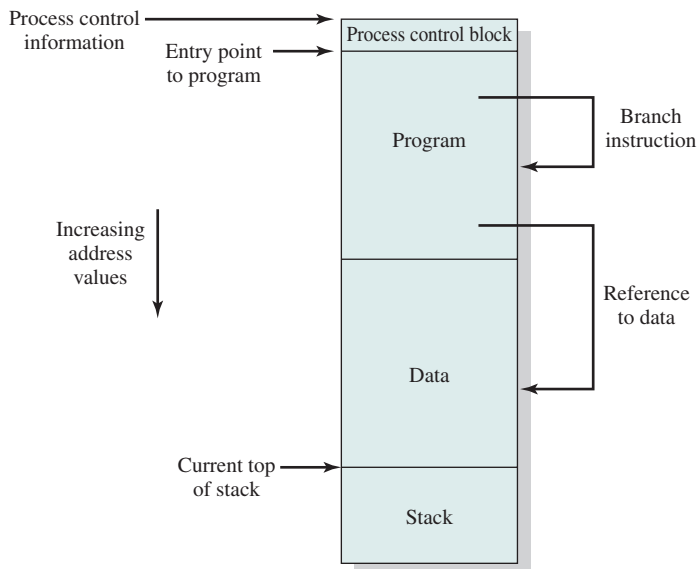 Process control
information
Process control block
Entry point
to program
Program
Branch
instruction
Increasing
address
values
Reference
to data
Data
Current top
of stack
Stack